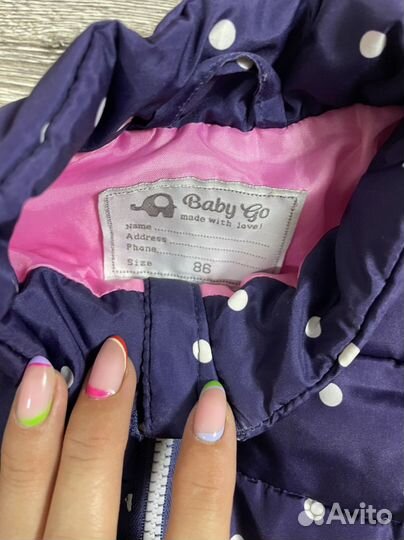 Baby Go
made with love!
Name
Address
Phone
Size 86
Avito